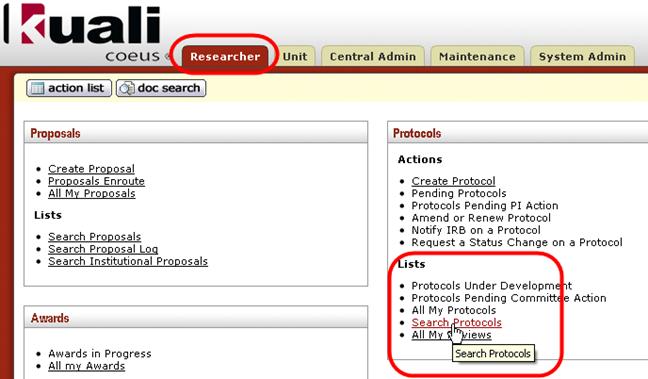 Kuali
coeus
Researcher
Unit
Central Admin
Maintenance
System Admin
action list
doc search
Proposals
Create Proposal
Proposals Enroute
All My Proposals
Lists
Search Proposals
Search Proposal Log
Search Institutional Proposals
Awards
Awards in Progress
All my Awards
Protocols
Actions
Create Protocol
Pending Protocols
Protocols Pending PI Action
Amend or Renew Protocol
Notify IRB on a Protocol
Request a Status Change on a Protocol
Lists
Protocols Under Development
Protocols Pending Committee Action
All My Protocols
Search Protocols
All My
Search Protocols